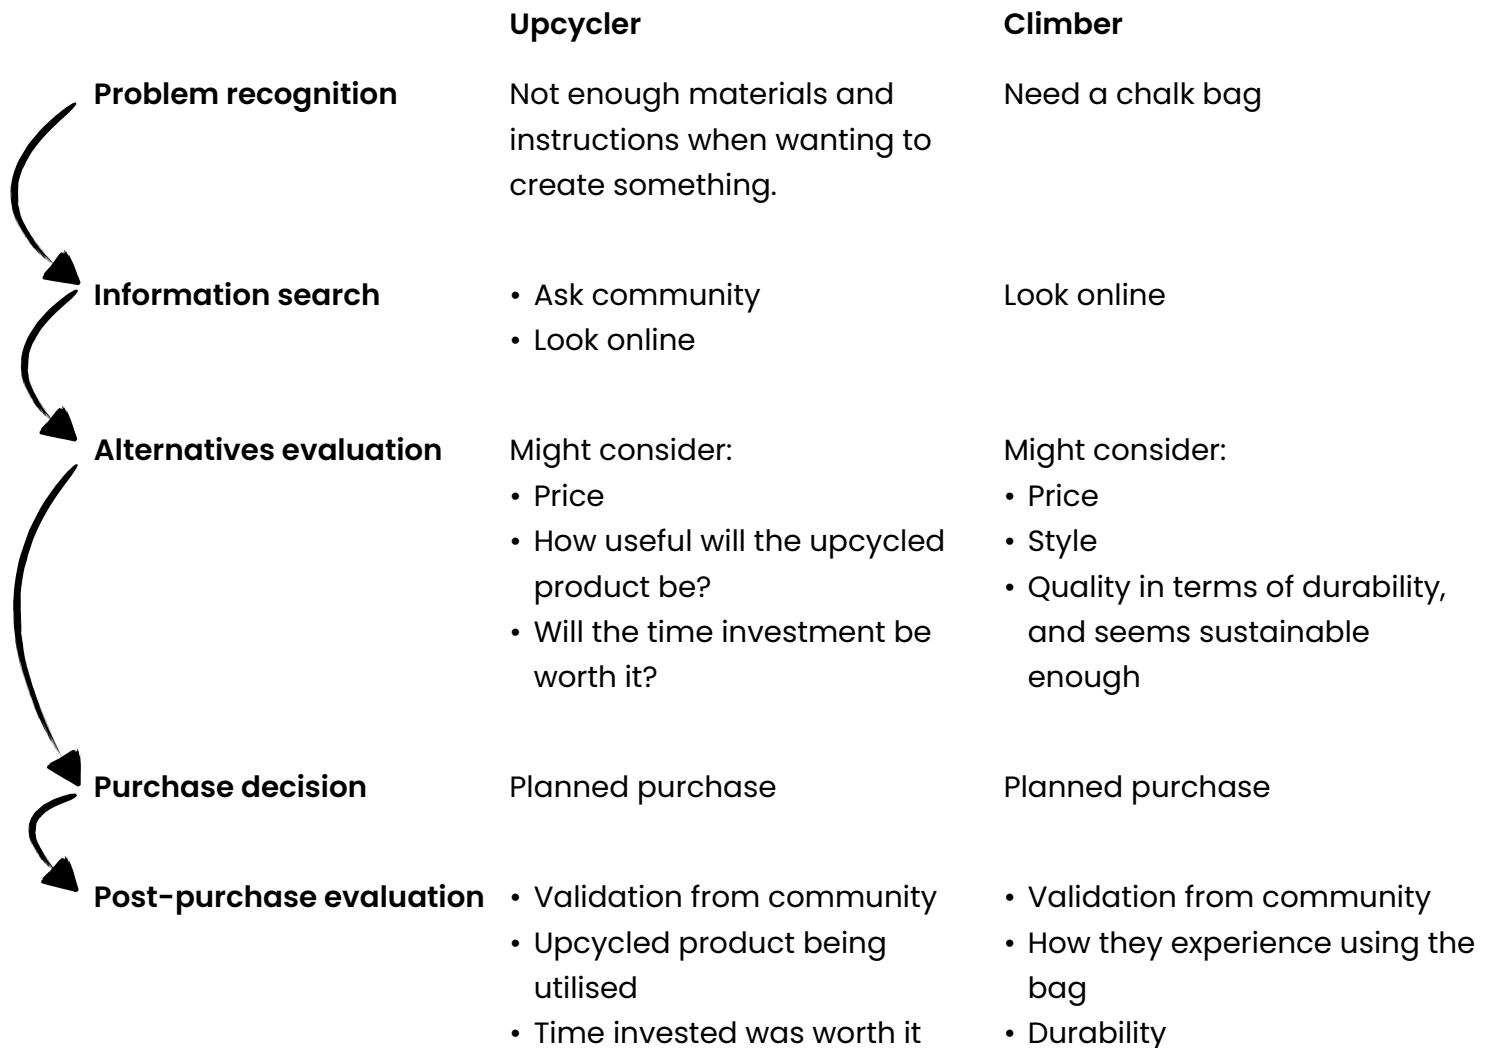 Upcycler Climber
Problem recognition Not enough materials and Need a chalk bag
instructions when wanting to
create something.
Information search • Ask community Look online
• Look online
Alternatives evaluation Might consider: Might consider:
• Price • Price
• How useful will the upcycled • Style
product be? • Quality in terms of durability,
• Will the time investment be and seems sustainable
worth it? enough
Purchase decision Planned purchase Planned purchase
Post-purchase evaluation • Validation from community • Validation from community
• Upcycled product being • How they experience using the
utilised bag
• Time invested was worth it • Durability